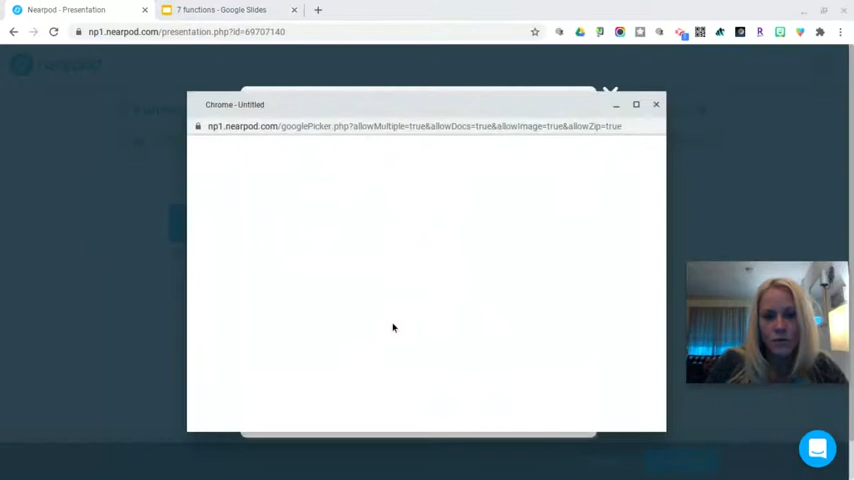 Nearpod - Presentation
7 functions - Google Slides
np1.nearpod.com/presentation.php?id=69707140
nearpod
Chrome - Untitled
np1.nearpod.com/googlePicker.php?allowMultiple=true&allowDocs=true&allowImage=true&allowZip=true